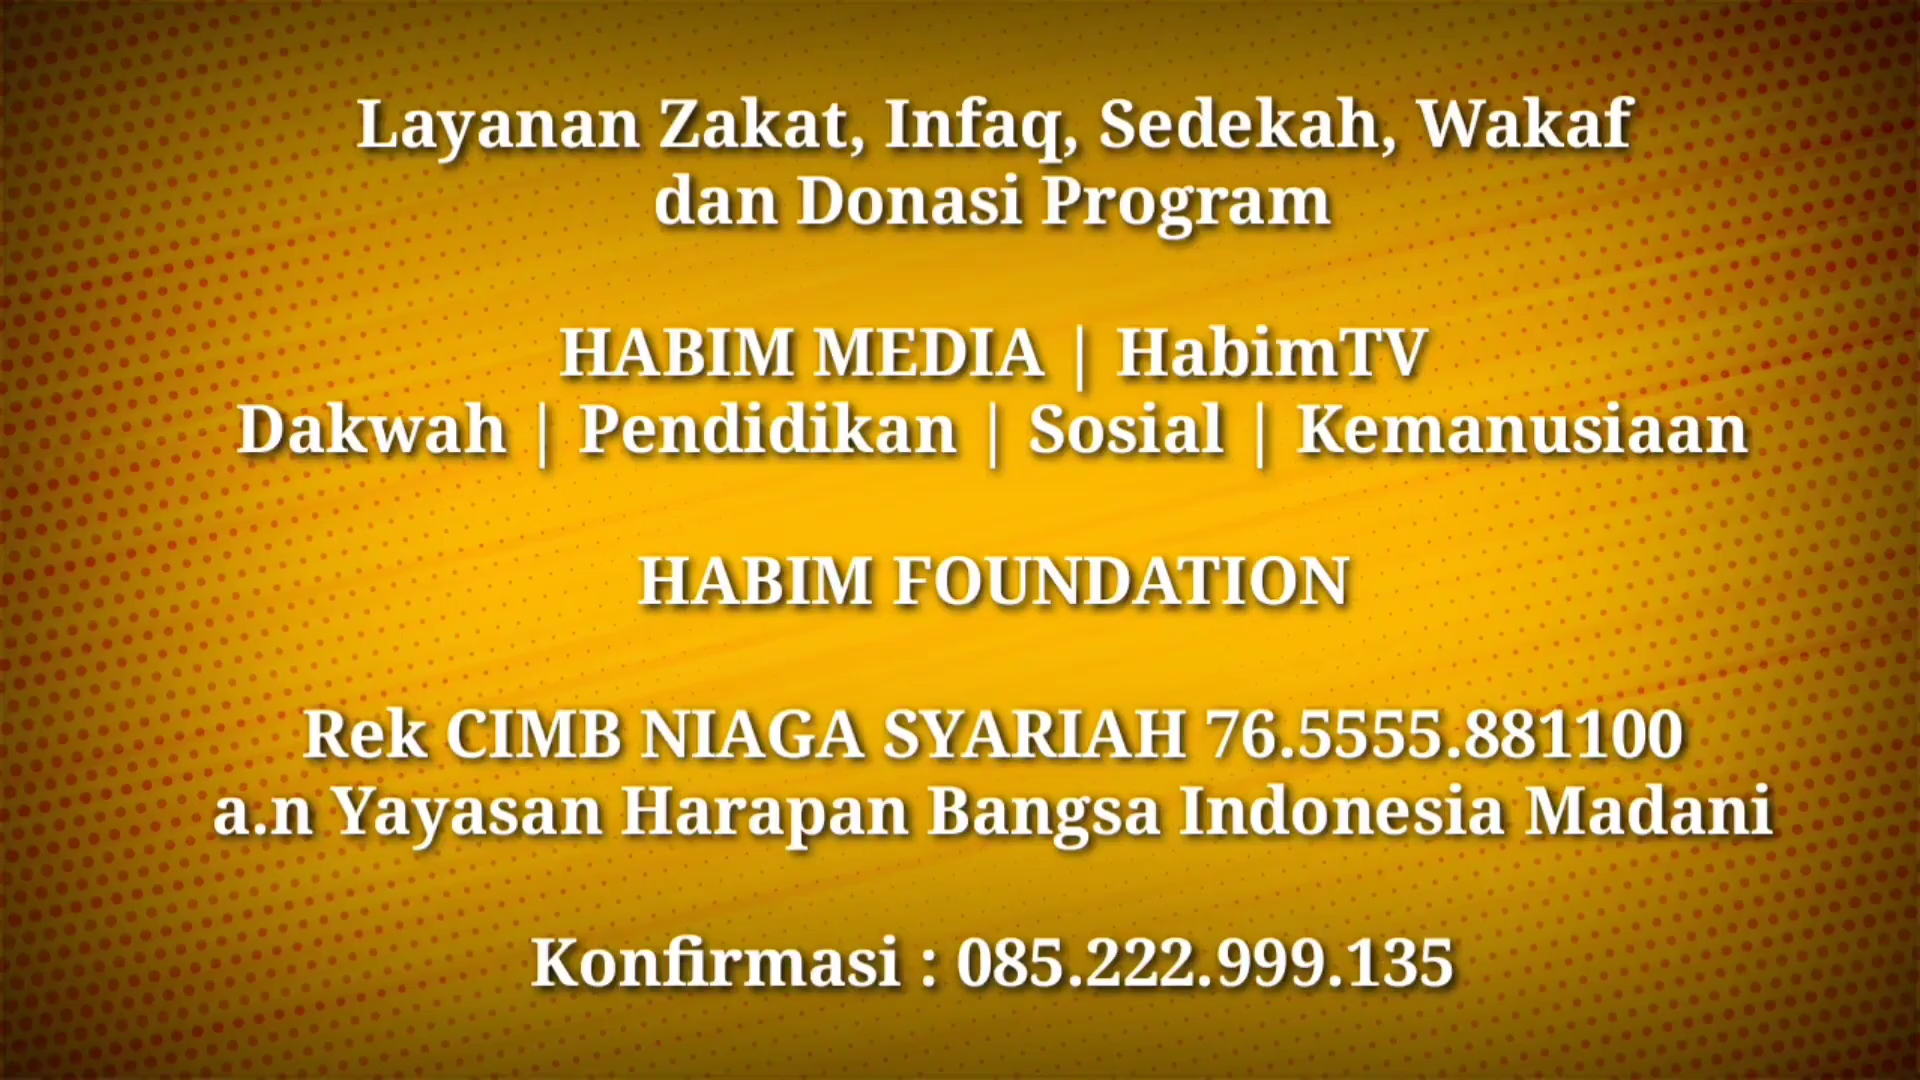 Layanan Zakat, Infaq, Sedekah, Wakaf
dan Donasi Program
HABIM MEDIA | HabimTV
Dakwah | Pendidikan | Sosial | Kemanusiaan
HABIM FOUNDATION
Rek CIMB NIAGA SYARIAH 76.5555.881100
a.n Yayasan Harapan Bangsa Indonesia Madani
Konfirmasi : 085.222.999.135